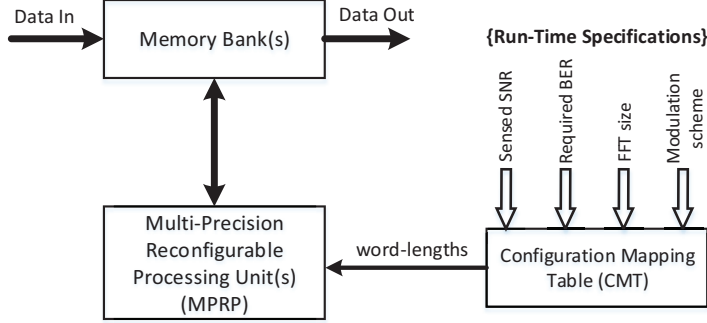 Data In
Data Out
Memory Bank(s)
{Run-Time Specifications}
Sensed SNR
Required BER
FFT size
Modulation
scheme
Multi-Precision
Reconfigurable
Processing Unit(s)
(MPRP)
word-lengths
Configuration Mapping
Table (CMT)